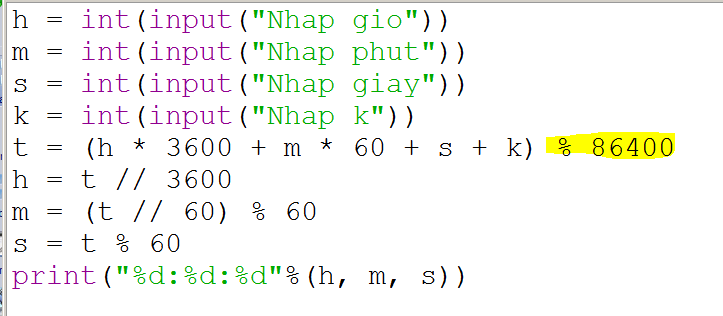 h = int(input("Nhap gio"))
m = int(input("Nhap phut"))
s = int(input("Nhap giay"))
k = int(input("Nhap k"))
t = (h * 3600 + m * 60 + s + k) % 86400
h = t // 3600
m = (t // 60) % 60
s = t % 60
print("%d:%d:%d"%(h, m, s))